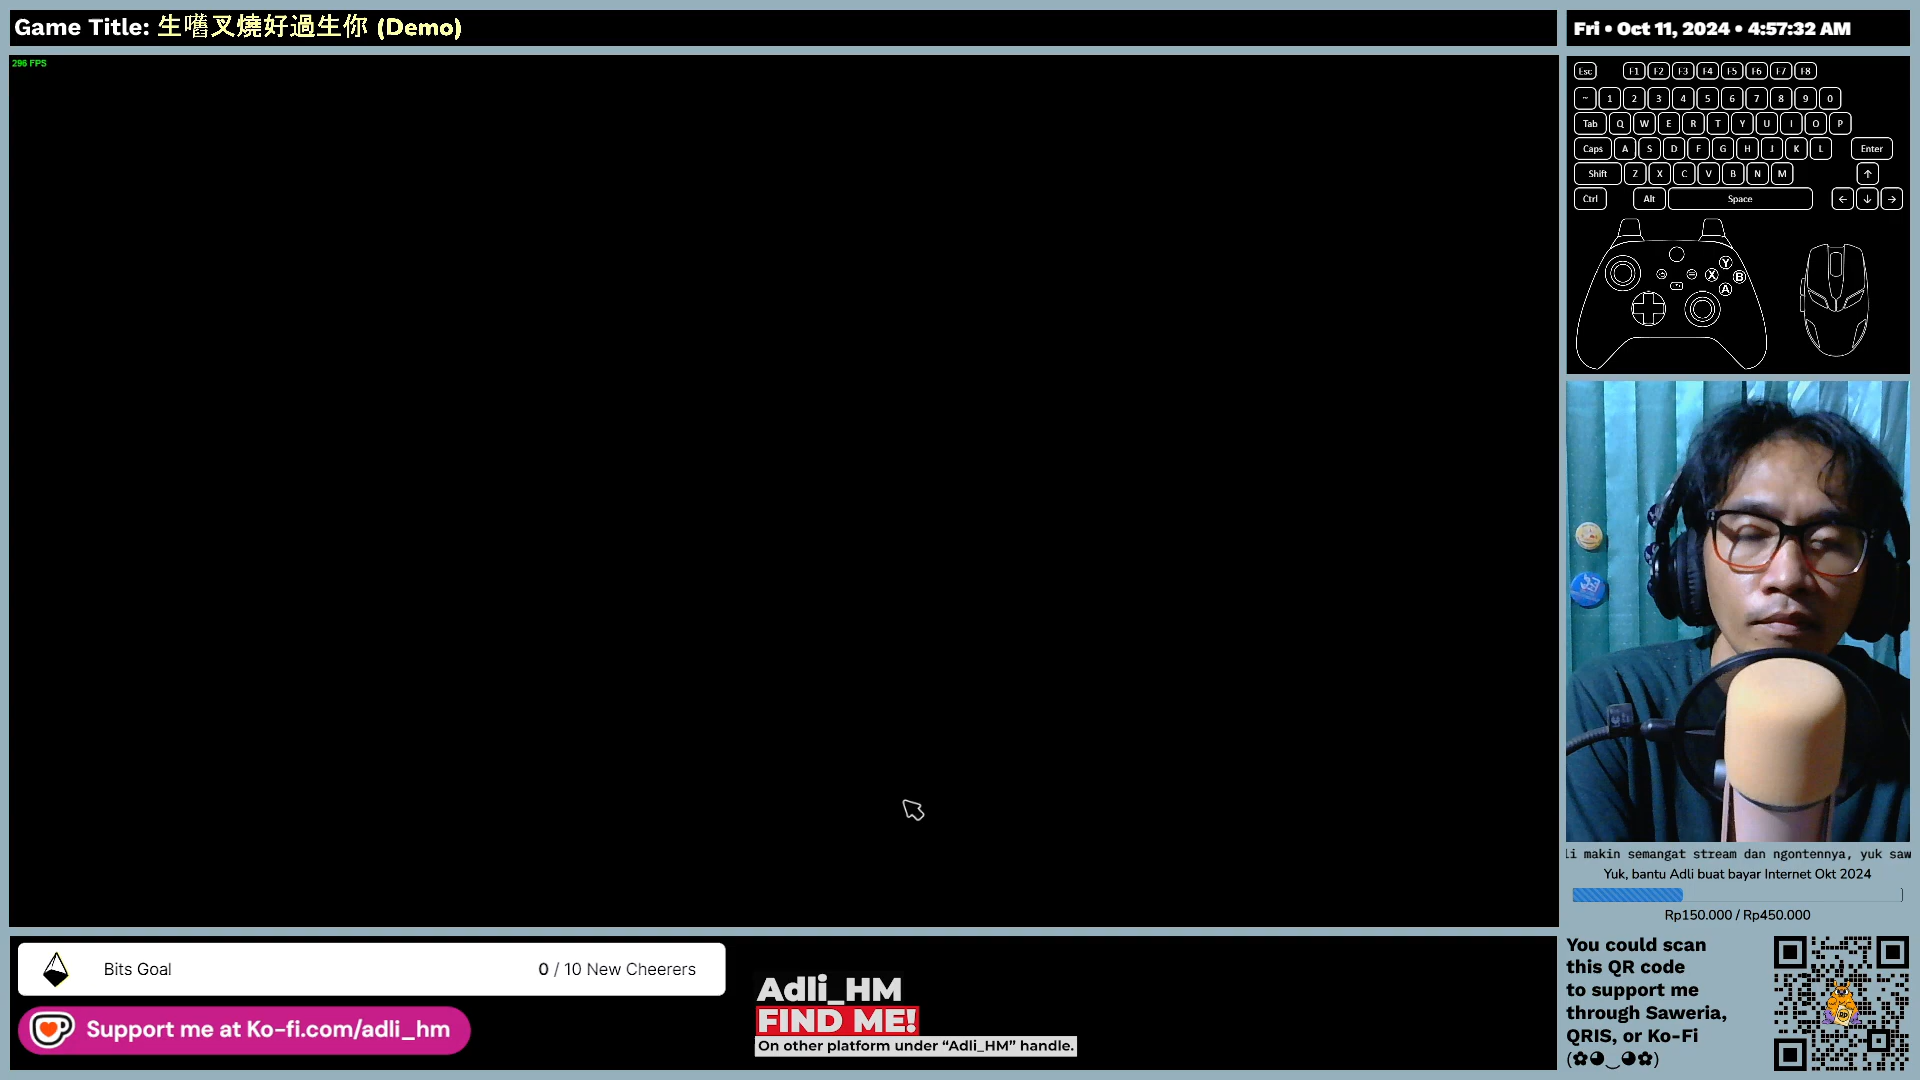 Game Title: 生嚿叉燒好過生你 (Demo)
Fri • Oct 11, 2024 • 4:57:32 AM
296 FPS
Esc F1 F2 F3 F4 F5 F6 F7 F8
~ 1 2 3 4 5 6 7 8 9 0
Tab Q W E R T Y U I O P
Caps A S D F G H J K L Enter
Shift Z X C V B N M ↑
Ctrl Alt Space ← ↓ →
Y
X B
A
li makin semangat stream dan ngontennya, yuk saw
Yuk, bantu Adli buat bayar Internet Okt 2024
Rp150.000 / Rp450.000
Bits Goal 0 / 10 New Cheerers
Support me at Ko-fi.com/adli_hm
Adli_HM
FIND ME!
On other platform under “Adli_HM” handle.
You could scan
this QR code
to support me
through Saweria,
QRIS, or Ko-Fi
(✿◕‿◕✿)